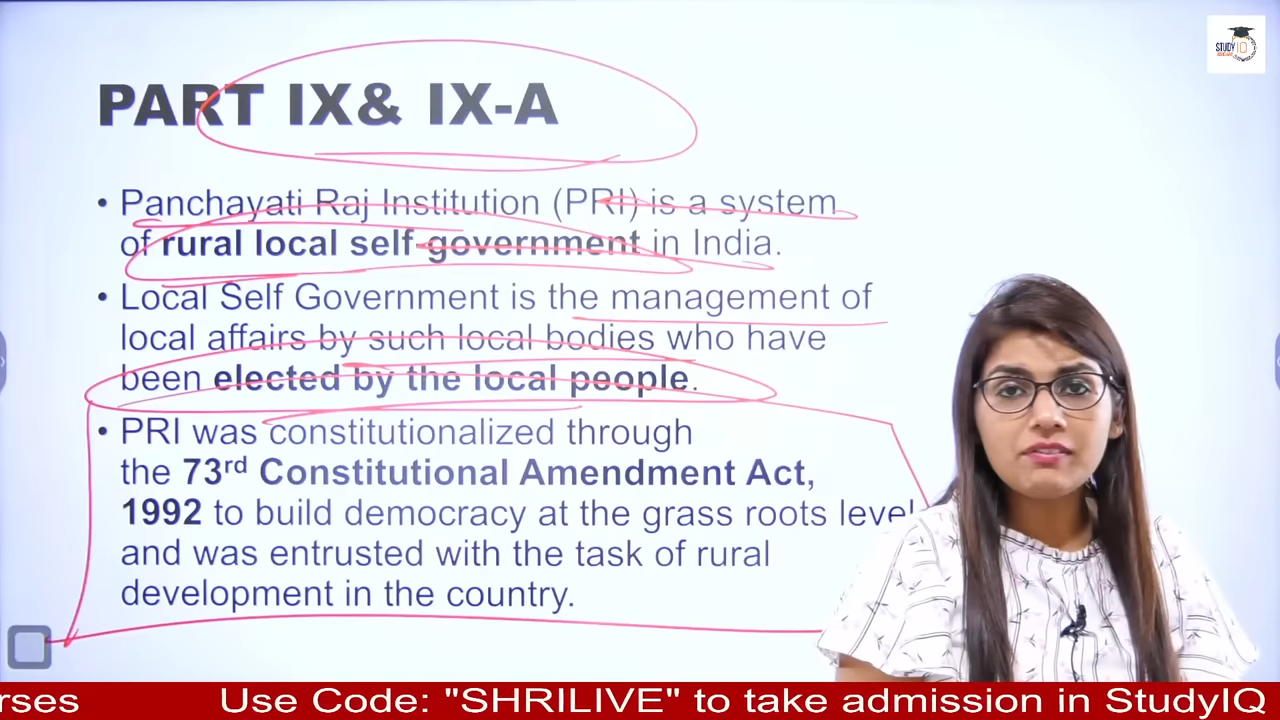 STUDY IQ
PART IX& IX-A
• Panchayati Raj Institution (PRI) is a system
of rural local self-government in India.
• Local Self Government is the management of
local affairs by such local bodies who have
been elected by the local people.
• PRI was constitutionalized through
the 73rd Constitutional Amendment Act,
1992 to build democracy at the grass roots level
and was entrusted with the task of rural
development in the country.
rses Use Code: "SHRILIVE" to take admission in StudyIQ